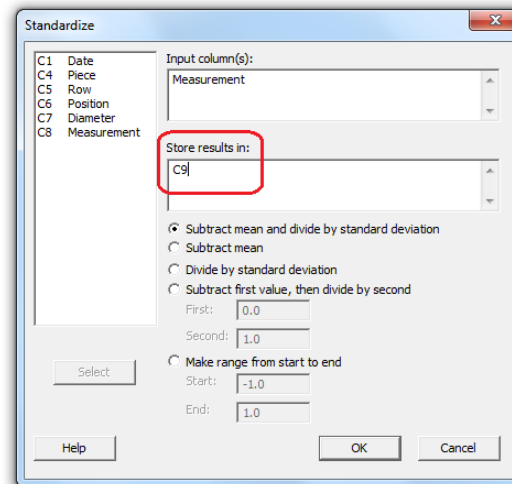 Standardize
C1 Date
C4 Piece
C5 Row
C6 Position
C7 Diameter
C8 Measurement
Input column(s):
Measurement
Store results in:
C9
Subtract mean and divide by standard deviation
Subtract mean
Divide by standard deviation
Subtract first value, then divide by second
First: 0.0
Second: 1.0
Make range from start to end
Start: -1.0
End: 1.0
Select
Help
OK
Cancel